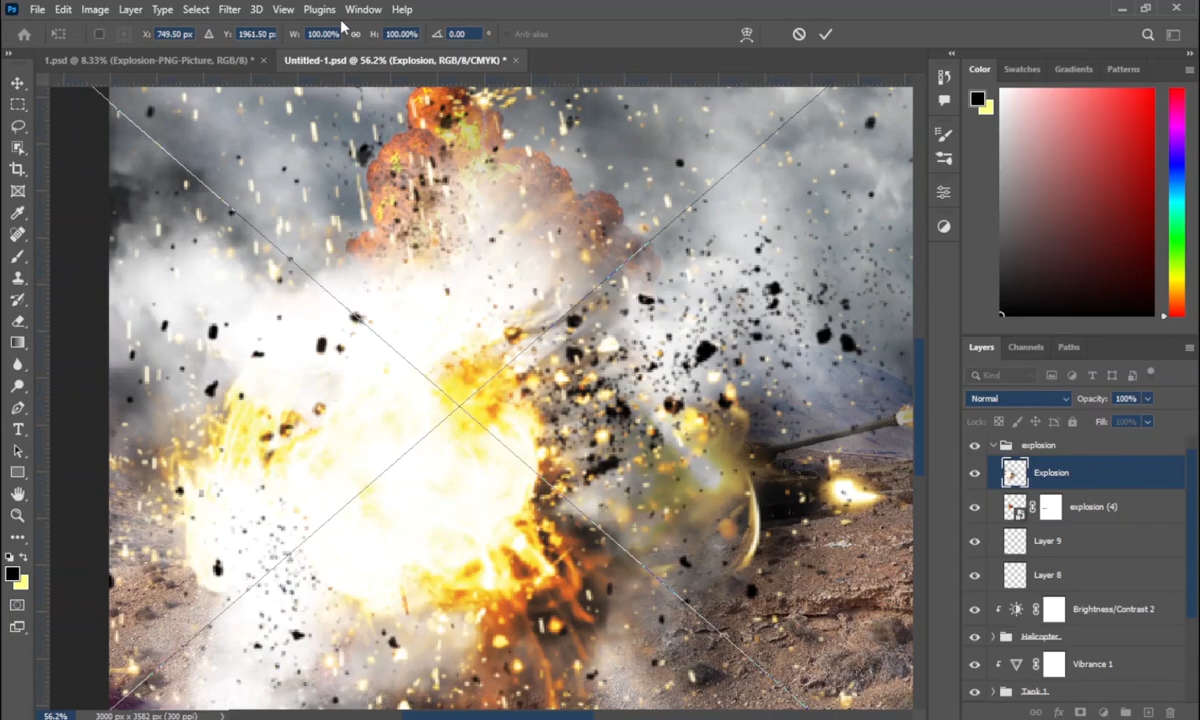 Ps File Edit Image Layer Type Select Filter 3D View Plugins Window Help
X: 749.50 px Y: 1961.50 px W: 100.00% H: 100.00% 0.00 ° Anti-alias
1.psd @ 8.33% (Explosion-PNG-Picture, RGB/8) * × Untitled-1.psd @ 56.2% (Explosion, RGB/8/CMYK) * ×
Color Swatches Gradients Patterns
Layers Channels Paths
Kind
Normal Opacity: 100%
Lock: Fill: 100%
explosion
Explosion
explosion (4)
Layer 9
Layer 8
Brightness/Contrast 2
Helicopter
Vibrance 1
Tank 1
56.2% 3000 px x 3582 px (300 ppi)